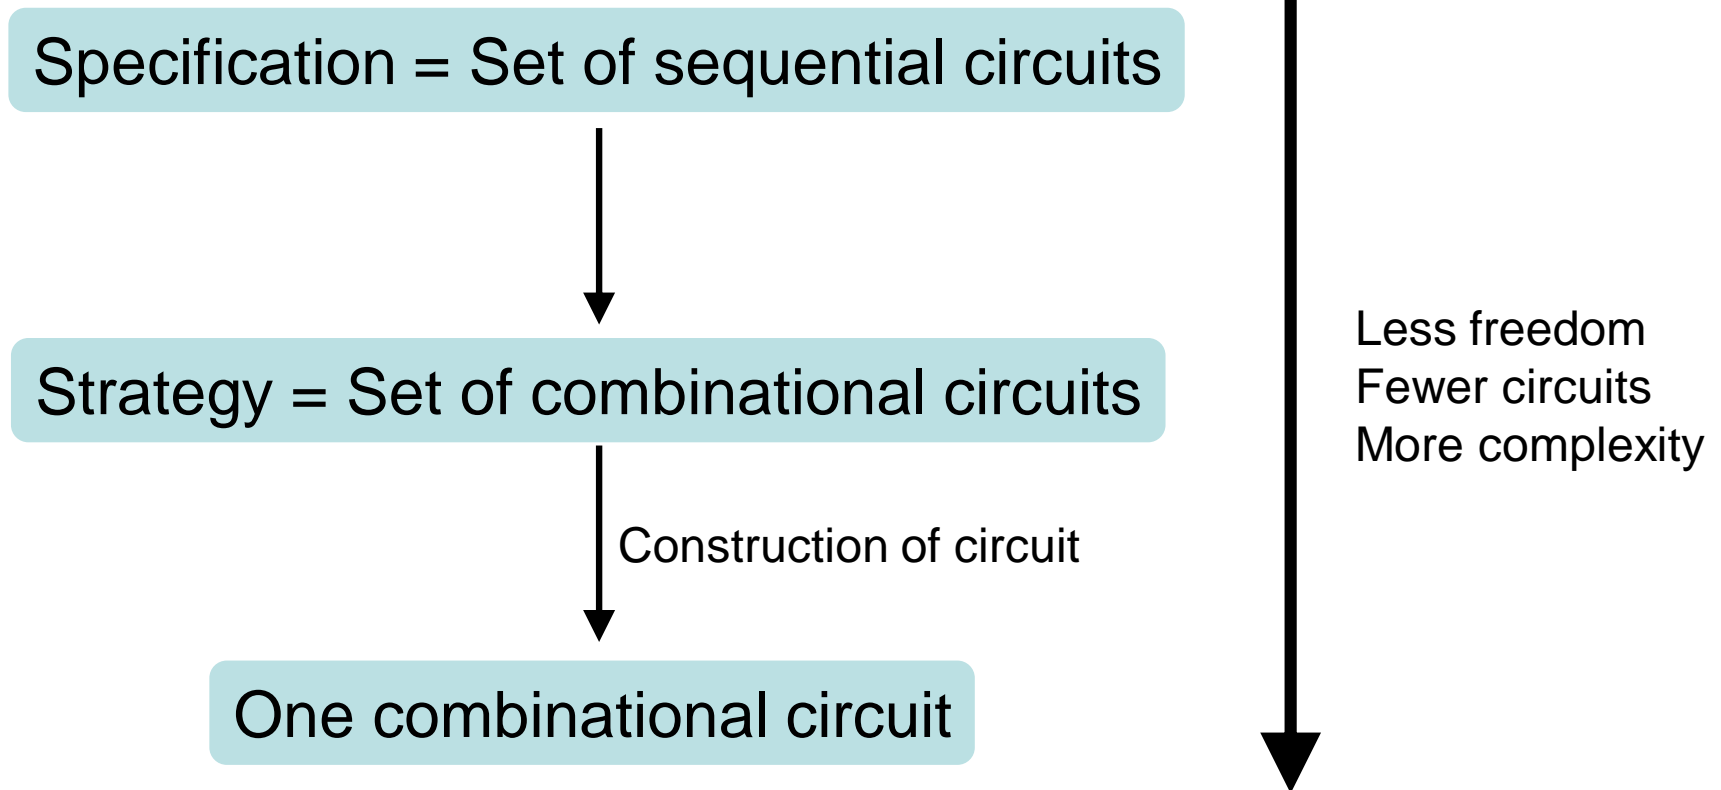 Specification = Set of sequential circuits
Strategy = Set of combinational circuits
Less freedom
Fewer circuits
More complexity
Construction of circuit
One combinational circuit